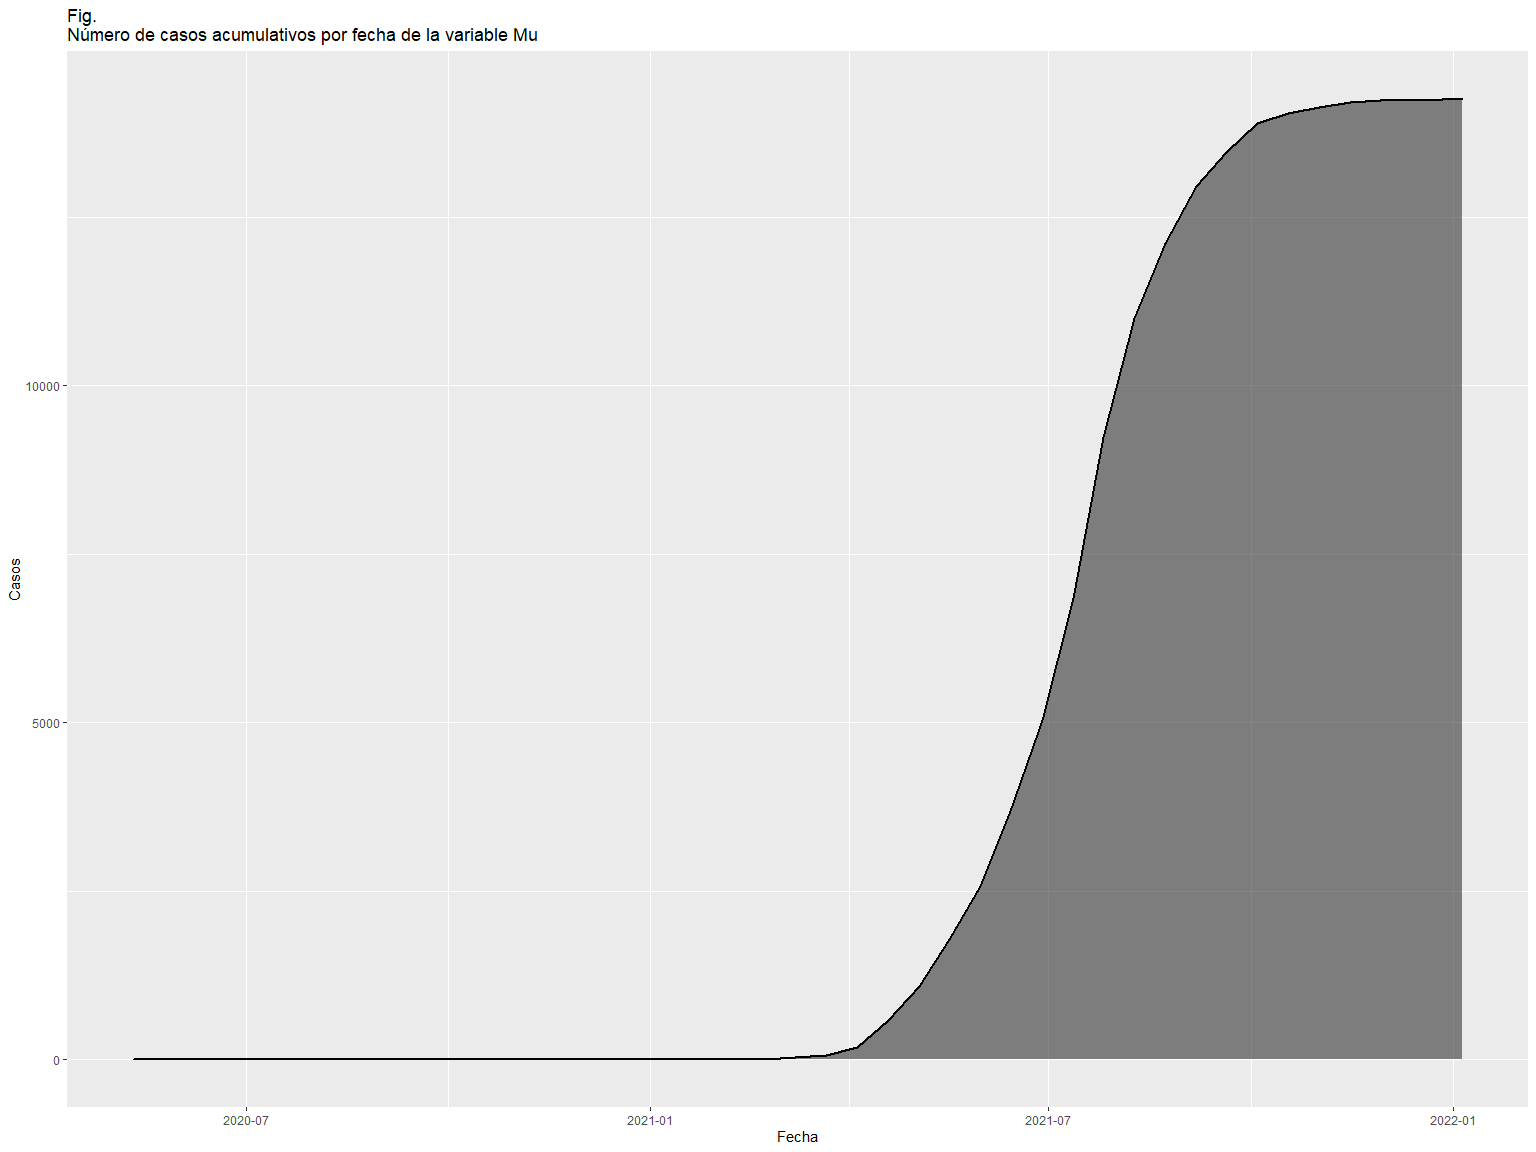 Fig.
Número de casos acumulativos por fecha de la variable Mu
10000
5000
0
Casos
2020-07
2021-01
2021-07
2022-01
Fecha